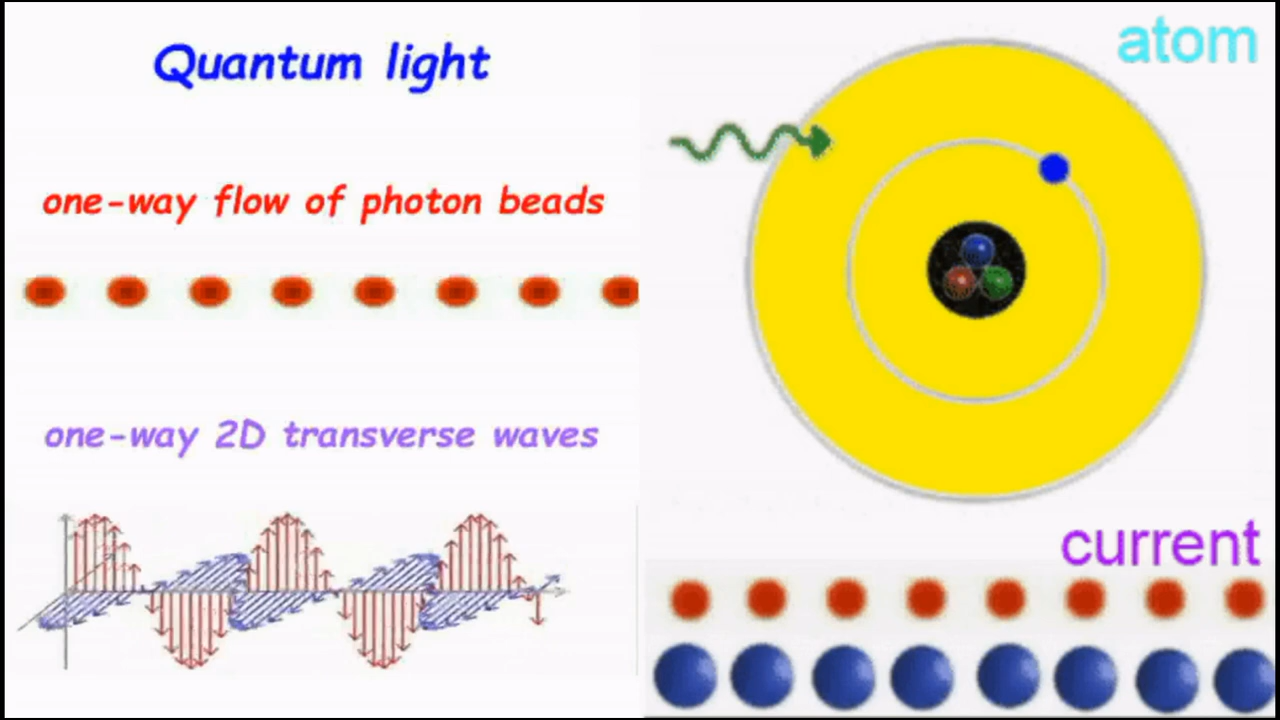 Quantum light
one-way flow of photon beads
one-way 2D transverse waves
atom
current